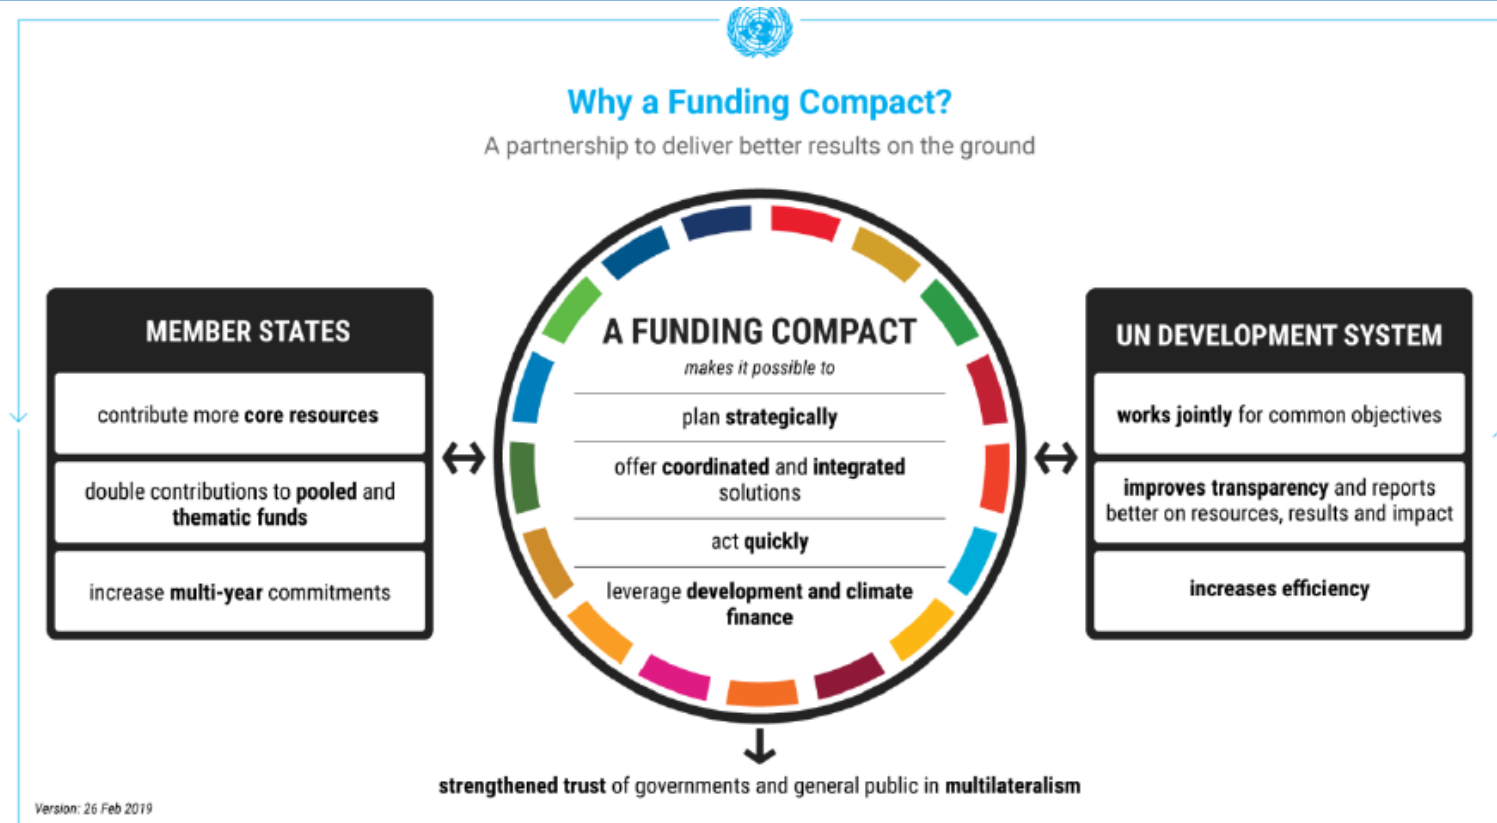 Why a Funding Compact?
A partnership to deliver better results on the ground
MEMBER STATES
contribute more core resources
double contributions to pooled and
thematic funds
increase multi-year commitments
A FUNDING COMPACT
makes it possible to
plan strategically
offer coordinated and integrated
solutions
act quickly
leverage development and climate
finance
UN DEVELOPMENT SYSTEM
works jointly for common objectives
improves transparency and reports
better on resources, results and impact
increases efficiency
strengthened trust of governments and general public in multilateralism
Version: 26 Feb 2019